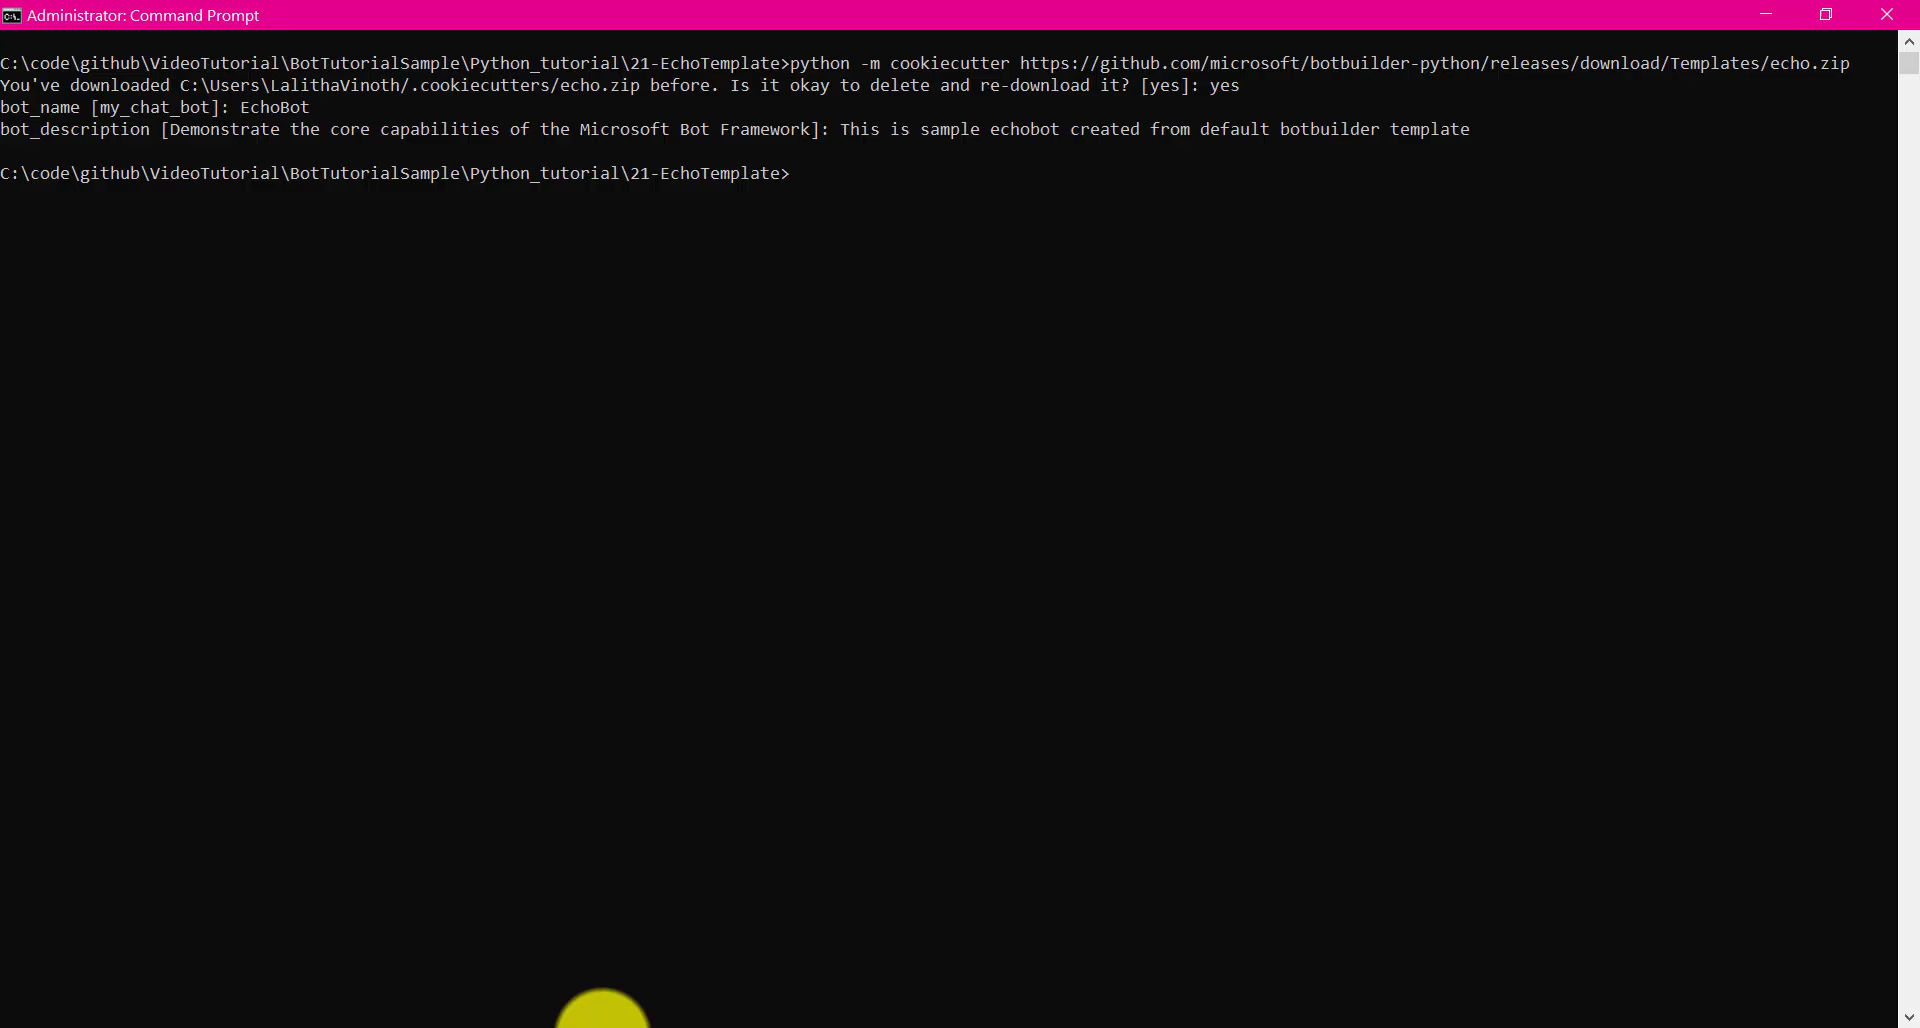 Administrator: Command Prompt
C:\code\github\VideoTutorial\BotTutorialSample\Python_tutorial\21-EchoTemplate>python -m cookiecutter https://github.com/microsoft/botbuilder-python/releases/download/Templates/echo.zip
You've downloaded C:\Users\LalithaVinoth/.cookiecutters/echo.zip before. Is it okay to delete and re-download it? [yes]: yes
bot_name [my_chat_bot]: EchoBot
bot_description [Demonstrate the core capabilities of the Microsoft Bot Framework]: This is sample echobot created from default botbuilder template
C:\code\github\VideoTutorial\BotTutorialSample\Python_tutorial\21-EchoTemplate>